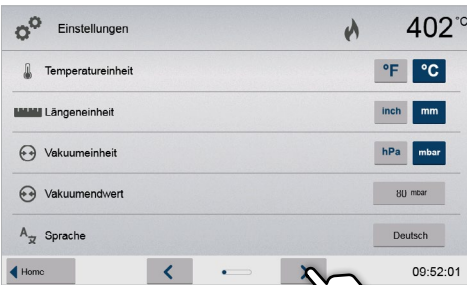 Einstellungen 402 °C
Temperatureinheit °F °C
Längeneinheit inch mm
Vakuumeinheit hPa mbar
Vakuumendwert 80 mbar
Sprache Deutsch
Home 09:52:01